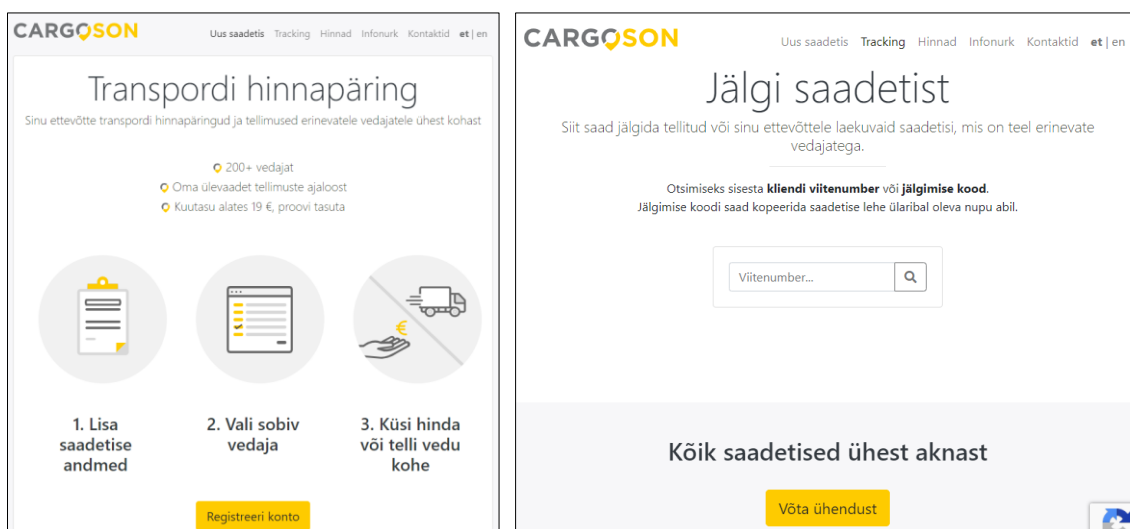 CARGOSON
Uus saadetis Tracking Hinnad Infonurk Kontaktid et | en
Transpordi hinnapäring
Sinu ettevõtte transpordi hinnapäringud ja tellimused erinevatele vedajatele ühest kohast
200+ vedajat
Oma ülevaadet tellimuste ajaloost
Kuutasu alates 19 €, proovi tasuta
€
1. Lisa
saadetise
andmed
2. Vali sobiv
vedaja
3. Küsi hinda
või telli vedu
kohe
Registreeri konto
CARGOSON
Uus saadetis Tracking Hinnad Infonurk Kontaktid et | en
Jälgi saadetist
Siit saad jälgida tellitud või sinu ettevõttele laekuvaid saadetisi, mis on teel erinevate
vedajatega.
Otsimiseks sisesta kliendi viitenumber või jälgimise kood.
Jälgimise koodi saad kopeerida saadetise lehe ülaribal oleva nupu abil.
Viitenumber...
Kõik saadetised ühest aknast
Võta ühendust